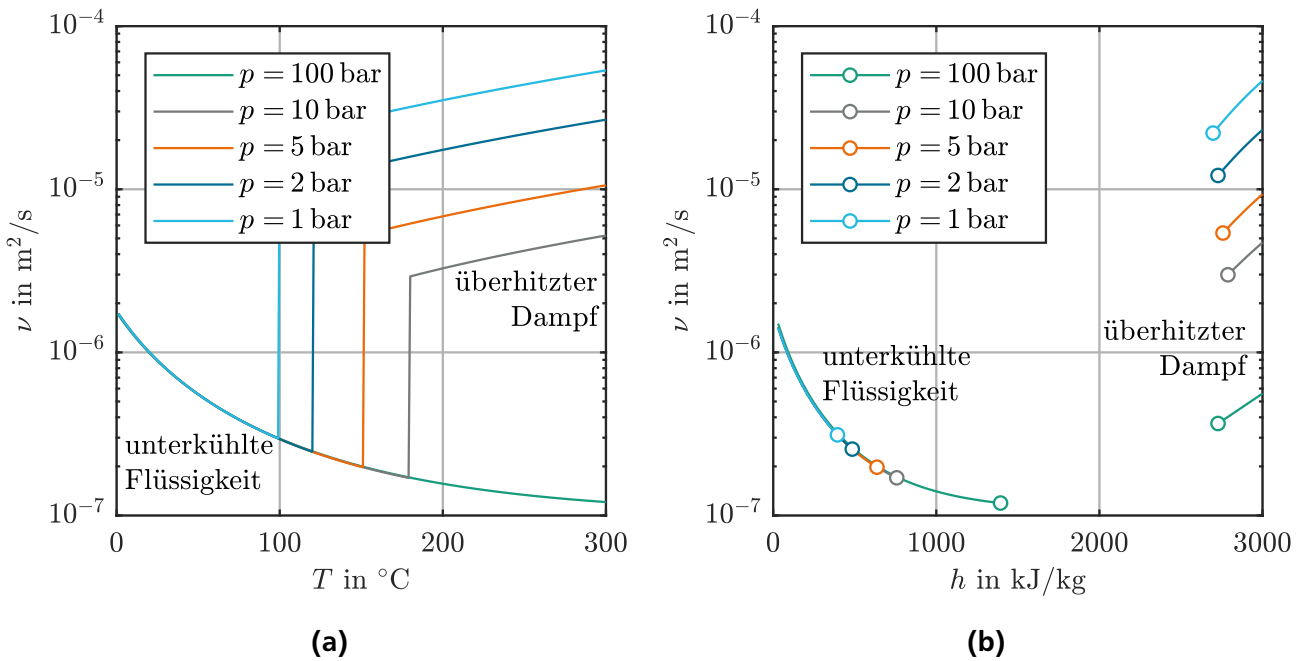 10^−4
10^−5
10^−6
10^−7
ν in m²/s
p = 100 bar
p = 10 bar
p = 5 bar
p = 2 bar
p = 1 bar
überhitzter
Dampf
unterkühlte
Flüssigkeit
0 100 200 300
T in °C
(a)
10^−4
10^−5
10^−6
10^−7
ν in m²/s
p = 100 bar
p = 10 bar
p = 5 bar
p = 2 bar
p = 1 bar
unterkühlte
Flüssigkeit
überhitzter
Dampf
0 1000 2000 3000
h in kJ/kg
(b)